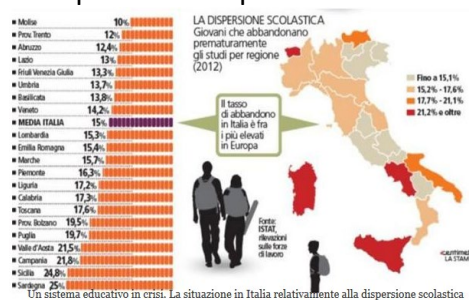 Molise 10%
Prov. Trento 12%
Abruzzo 12,4%
Lazio 13%
Friuli Venezia Giulia 13,3%
Umbria 13,7%
Basilicata 13,8%
Veneto 14,2%
MEDIA ITALIA 15%
Lombardia 15,3%
Emilia Romagna 15,4%
Marche 15,7%
Piemonte 16,3%
Liguria 17,2%
Calabria 17,3%
Toscana 17,6%
Prov. Bolzano 19,5%
Puglia 19,7%
Valle d'Aosta 21,5%
Campania 21,8%
Sicilia 24,8%
Sardegna 25%
LA DISPERSIONE SCOLASTICA
Giovani che abbandonano
prematuramente
gli studi per regione
(2012)
Il tasso
di abbandono
in Italia è fra
i più elevati
in Europa
Fino a 15,1%
15,2% - 17,6%
17,7% - 21,1%
21,2% e oltre
Fonte:
ISTAT,
rilevazioni
sulle forze
di lavoro
LA STAM
Un sistema educativo in crisi. La situazione in Italia relativamente alla dispersione scolastica